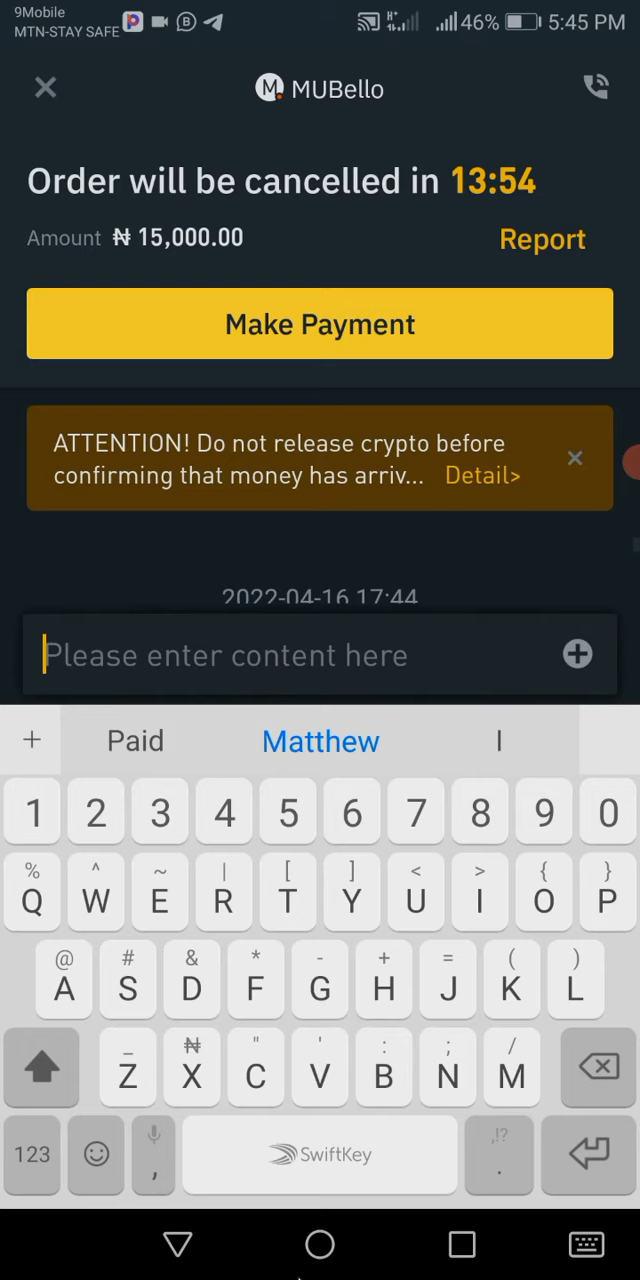 9Mobile
MTN-STAY SAFE
46% 5:45 PM
MUBello
Order will be cancelled in 13:54
Amount ₦ 15,000.00 Report
Make Payment
ATTENTION! Do not release crypto before
confirming that money has arriv... Detail>
2022-04-16 17:44
Please enter content here
+ Paid Matthew I
1 2 3 4 5 6 7 8 9 0
% ^ ~ | [ ] < > { }
Q W E R T Y U I O P
@ # & * - + = ( )
A S D F G H J K L
_ ₦ " ' : ; /
Z X C V B N M
,!?
123 , SwiftKey .